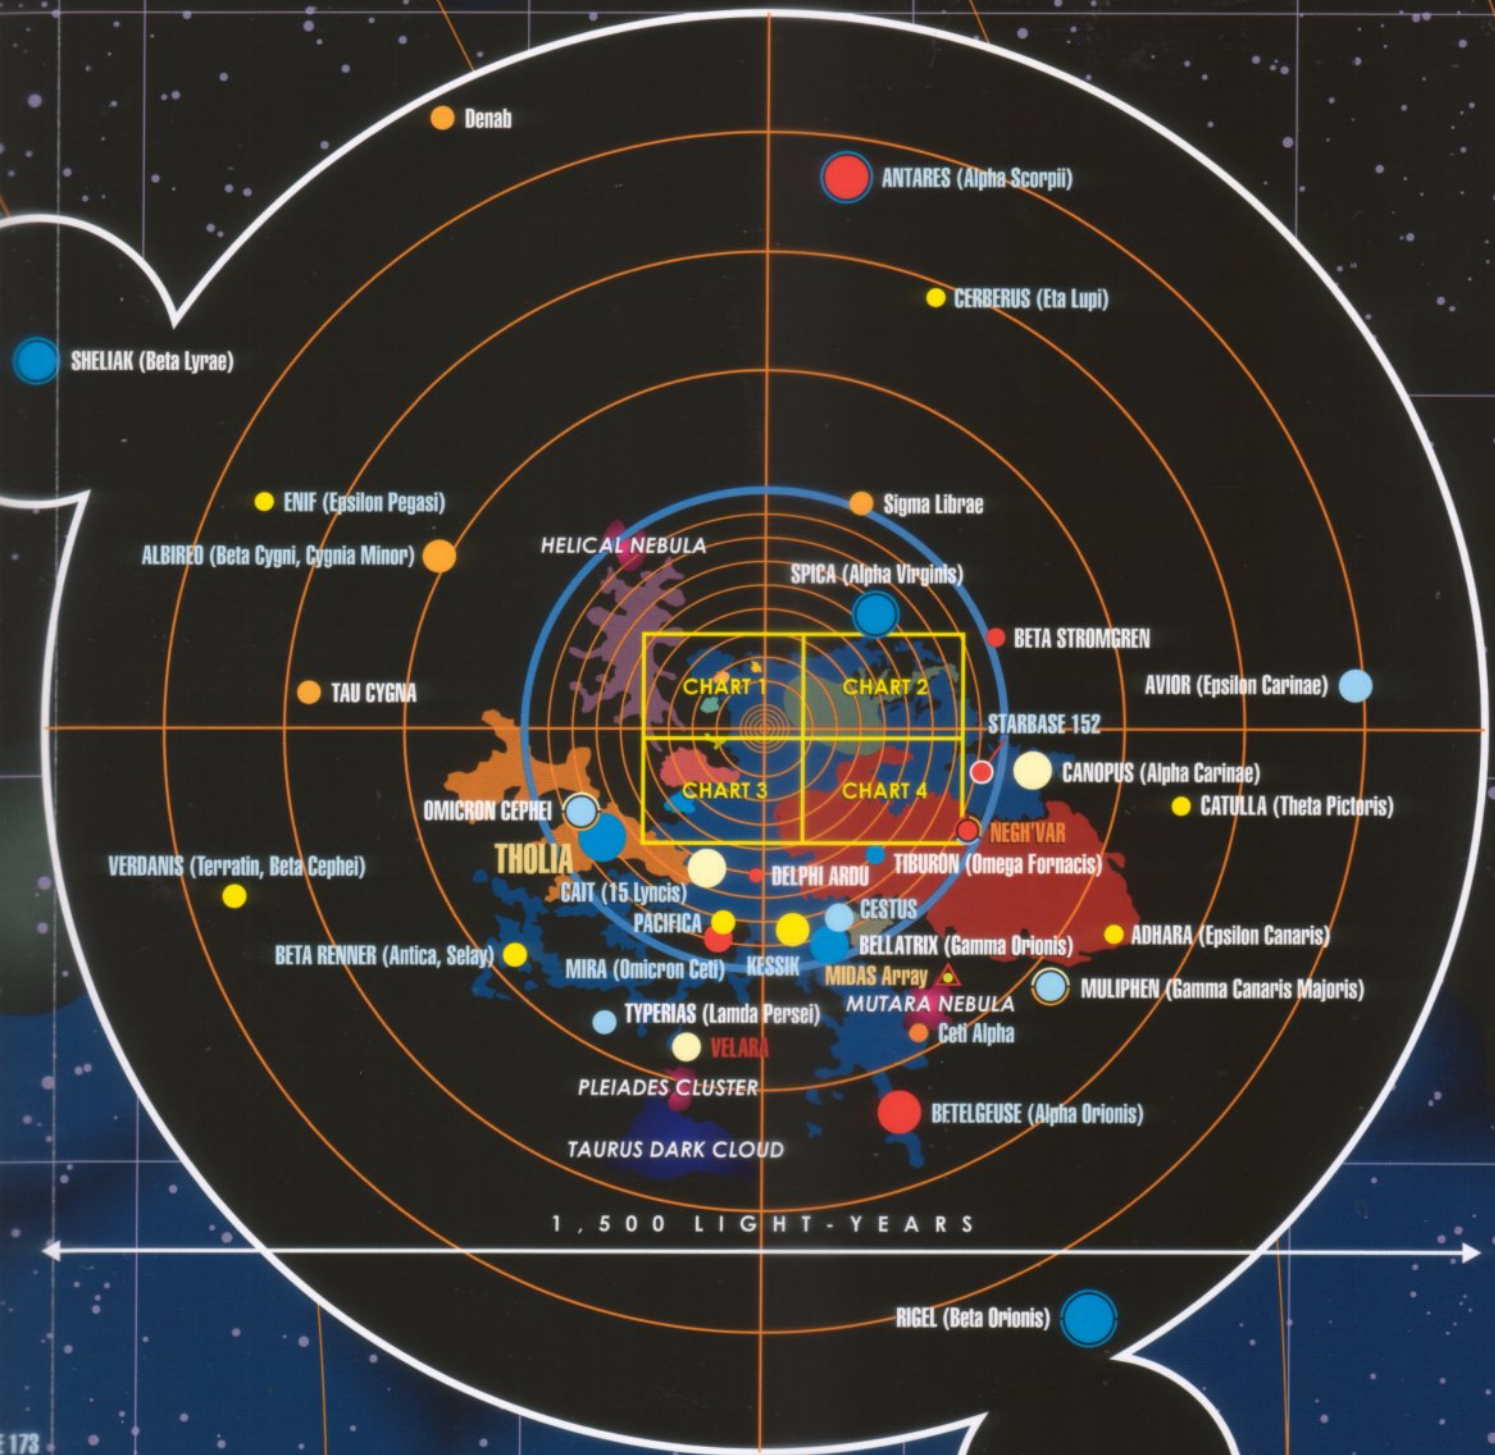 Denab
ANTARES (Alpha Scorpii)
CERBERUS (Eta Lupi)
SHELIAK (Beta Lyrae)
ENIF (Epsilon Pegasi)
Sigma Librae
HELICAL NEBULA
ALBIREO (Beta Cygni, Cygnia Minor)
SPICA (Alpha Virginis)
BETA STROMGREN
CHART 1
CHART 2
AVIOR (Epsilon Carinae)
TAU CYGNA
STARBASE 152
CANOPUS (Alpha Carinae)
CHART 3
CHART 4
CATULLA (Theta Pictoris)
OMICRON CEPHEI
NEGH'VAR
THOLIA
TIBURON (Omega Fornacis)
VERDANIS (Terratin, Beta Cephei)
DELPHI ARDU
CAIT (15 Lyncis)
CESTUS
PACIFICA
ADHARA (Epsilon Canaris)
BELLATRIX (Gamma Orionis)
BETA RENNER (Antica, Selay)
MIRA (Omicron Ceti)
KESSIK
MIDAS Array
MULIPHEN (Gamma Canaris Majoris)
MUTARA NEBULA
TYPERIAS (Lamda Persei)
Ceti Alpha
VELARA
PLEIADES CLUSTER
BETELGEUSE (Alpha Orionis)
TAURUS DARK CLOUD
1,500 LIGHT-YEARS
RIGEL (Beta Orionis)
173